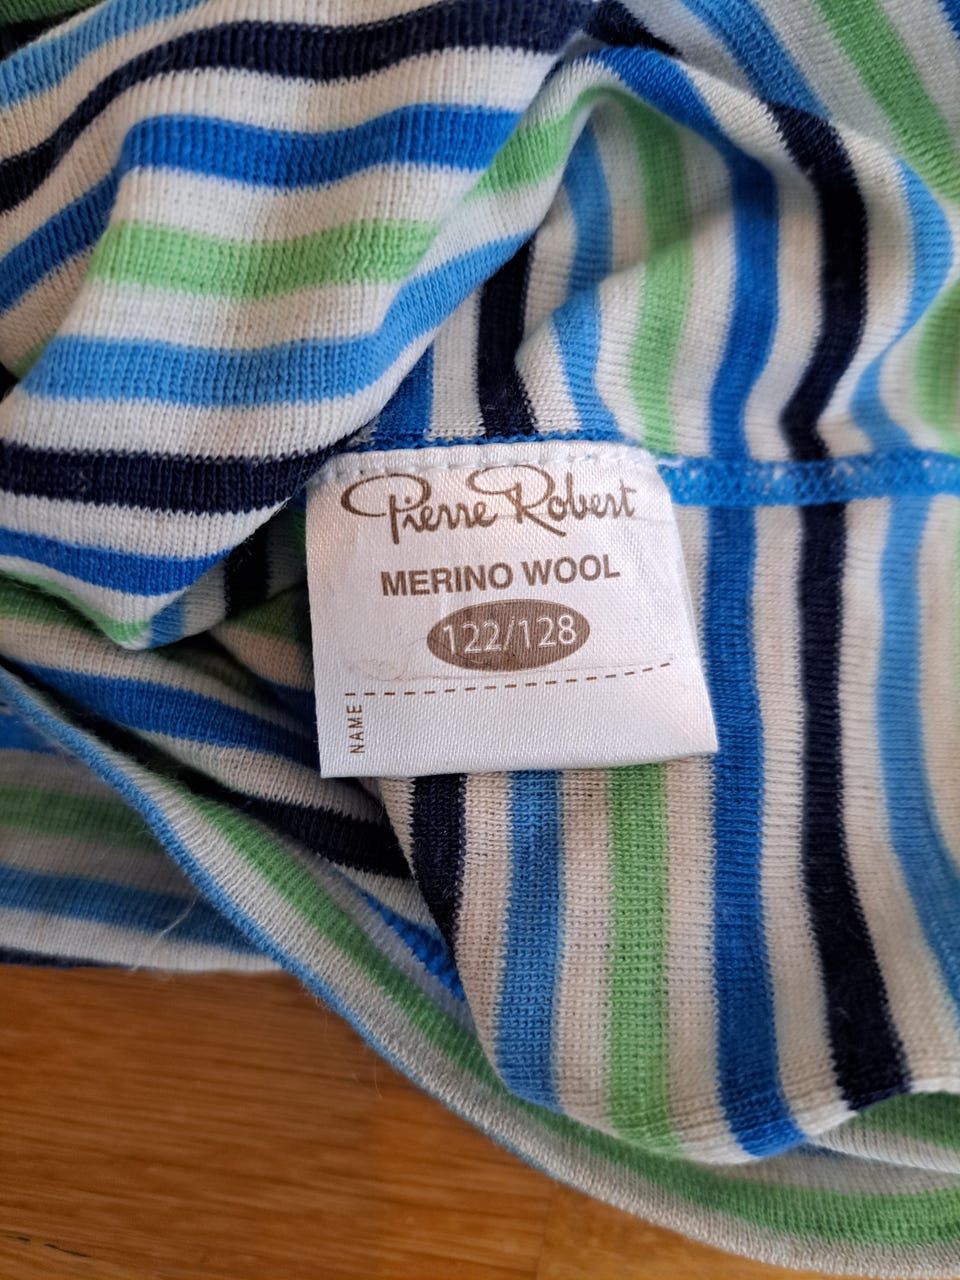 Pierre Robert
MERINO WOOL
122/128
NAME